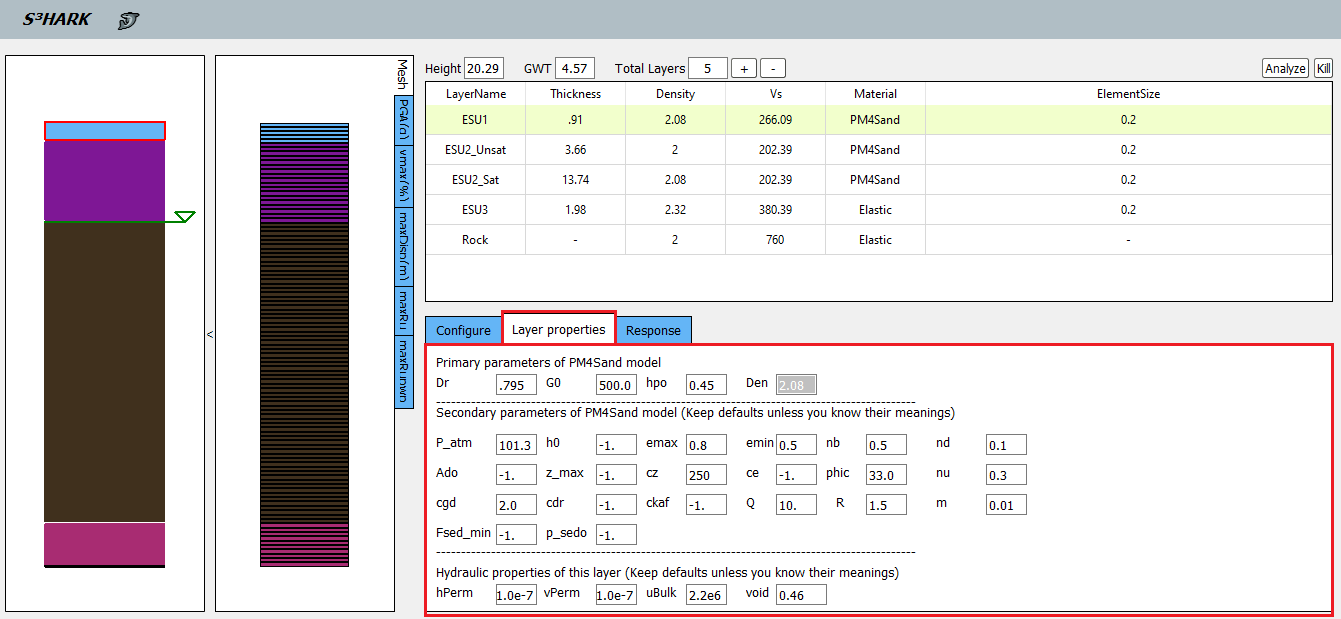 S³HARK
Height 20.29 GWT 4.57 Total Layers 5 + - Analyze Kill
LayerName Thickness Density Vs Material ElementSize
ESU1 .91 2.08 266.09 PM4Sand 0.2
ESU2_Unsat 3.66 2 202.39 PM4Sand 0.2
ESU2_Sat 13.74 2.08 202.39 PM4Sand 0.2
ESU3 1.98 2.32 380.39 Elastic 0.2
Rock - 2 760 Elastic -
<
Mesh
PGA(g)
γmax(%)
maxDisp(m)
maxRu
maxRuPwp
Configure Layer properties Response
Primary parameters of PM4Sand model
Dr .795 G0 500.0 hpo 0.45 Den 2.08
Secondary parameters of PM4Sand model (Keep defaults unless you know their meanings)
P_atm 101.3 h0 -1. emax 0.8 emin 0.5 nb 0.5 nd 0.1
Ado -1. z_max -1. cz 250 ce -1. phic 33.0 nu 0.3
cgd 2.0 cdr -1. ckaf -1. Q 10. R 1.5 m 0.01
Fsed_min -1. p_sedo -1.
Hydraulic properties of this layer (Keep defaults unless you know their meanings)
hPerm 1.0e-7 vPerm 1.0e-7 uBulk 2.2e6 void 0.46